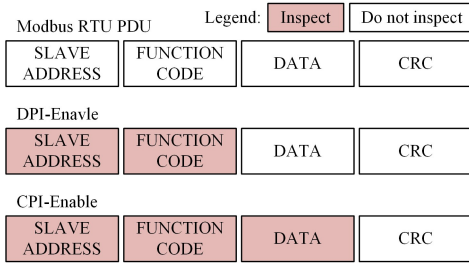 Legend: Inspect Do not inspect
Modbus RTU PDU
SLAVE ADDRESS FUNCTION CODE DATA CRC
DPI-Enavle
SLAVE ADDRESS FUNCTION CODE DATA CRC
CPI-Enable
SLAVE ADDRESS FUNCTION CODE DATA CRC